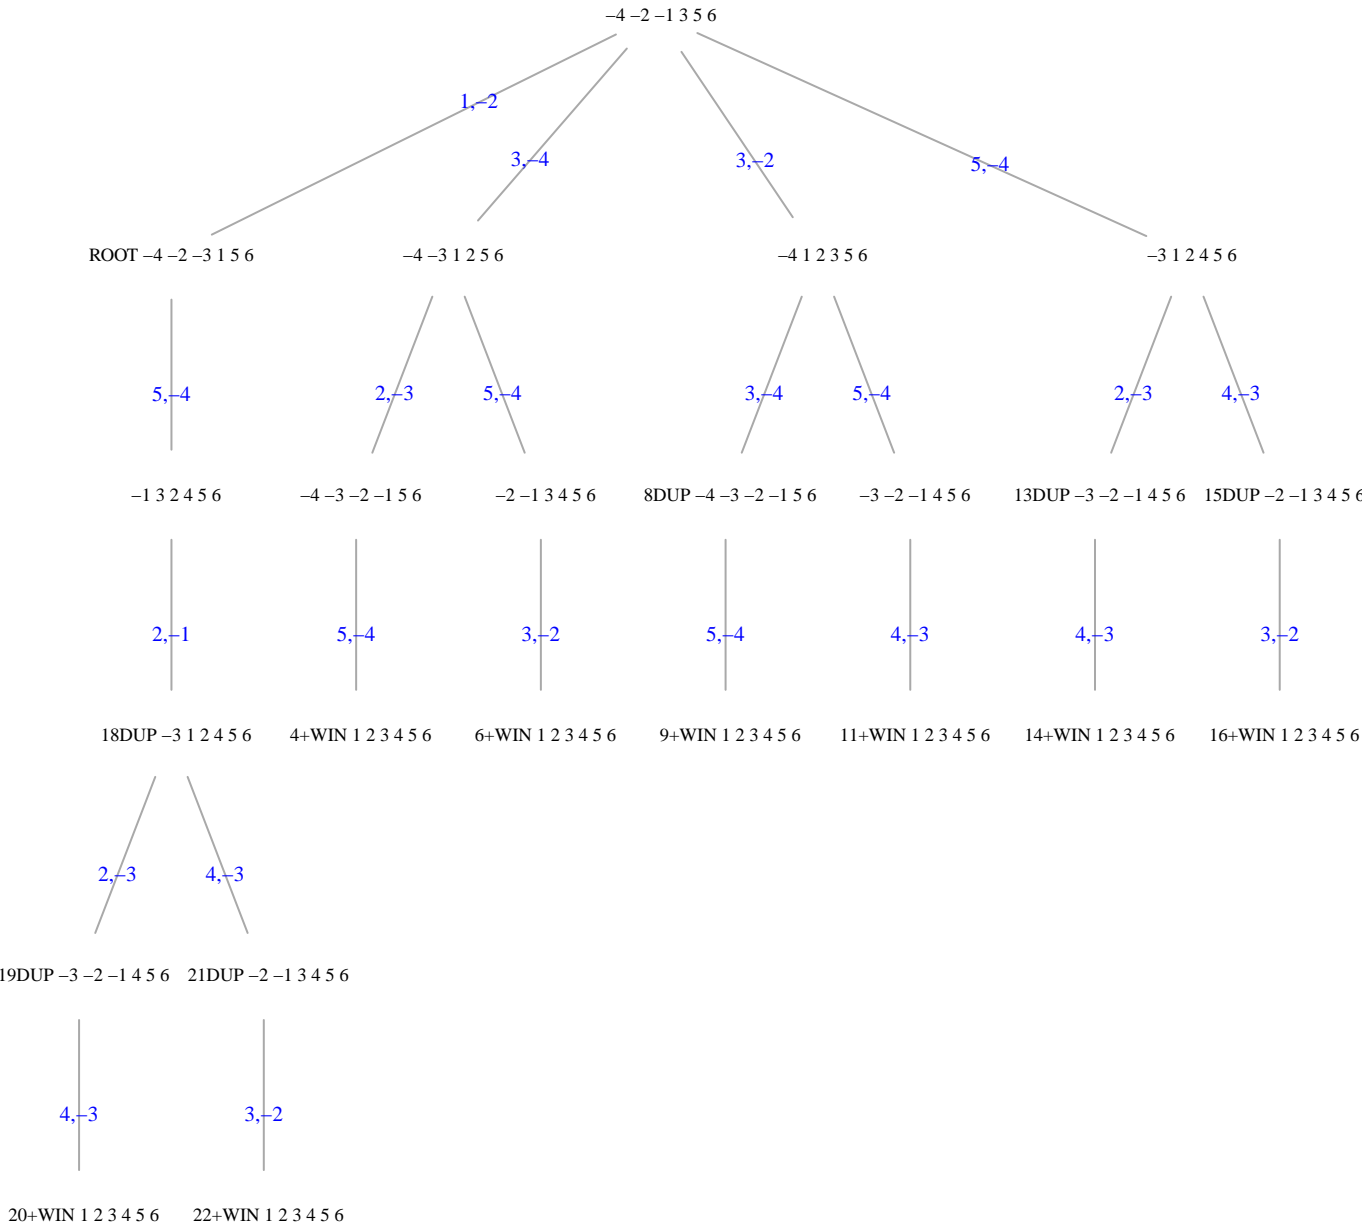 –4 –2 –1 3 5 6
1,–2
3,–4
3,–2
5,–4
ROOT –4 –2 –3 1 5 6
–4 –3 1 2 5 6
–4 1 2 3 5 6
–3 1 2 4 5 6
5,–4
2,–3
5,–4
3,–4
5,–4
2,–3
4,–3
–1 3 2 4 5 6
–4 –3 –2 –1 5 6
–2 –1 3 4 5 6
8DUP –4 –3 –2 –1 5 6
–3 –2 –1 4 5 6
13DUP –3 –2 –1 4 5 6
15DUP –2 –1 3 4 5 6
2,–1
5,–4
3,–2
5,–4
4,–3
4,–3
3,–2
18DUP –3 1 2 4 5 6
4+WIN 1 2 3 4 5 6
6+WIN 1 2 3 4 5 6
9+WIN 1 2 3 4 5 6
11+WIN 1 2 3 4 5 6
14+WIN 1 2 3 4 5 6
16+WIN 1 2 3 4 5 6
2,–3
4,–3
19DUP –3 –2 –1 4 5 6
21DUP –2 –1 3 4 5 6
4,–3
3,–2
20+WIN 1 2 3 4 5 6
22+WIN 1 2 3 4 5 6